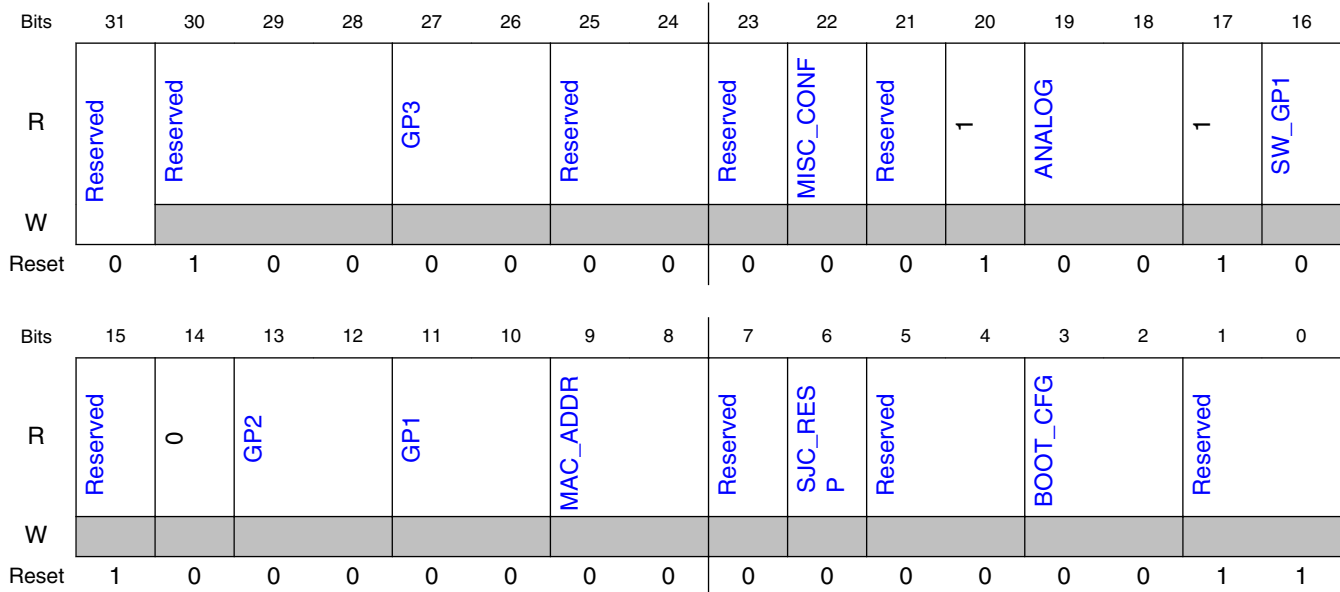 Bits 31 30 29 28 27 26 25 24 23 22 21 20 19 18 17 16
R Reserved Reserved GP3 Reserved Reserved MISC_CONF Reserved 1 ANALOG 1 SW_GP1
W
Reset 0 1 0 0 0 0 0 0 0 0 0 1 0 0 1 0
Bits 15 14 13 12 11 10 9 8 7 6 5 4 3 2 1 0
R Reserved 0 GP2 GP1 MAC_ADDR Reserved SJC_RES
P Reserved BOOT_CFG Reserved
W
Reset 1 0 0 0 0 0 0 0 0 0 0 0 0 0 1 1